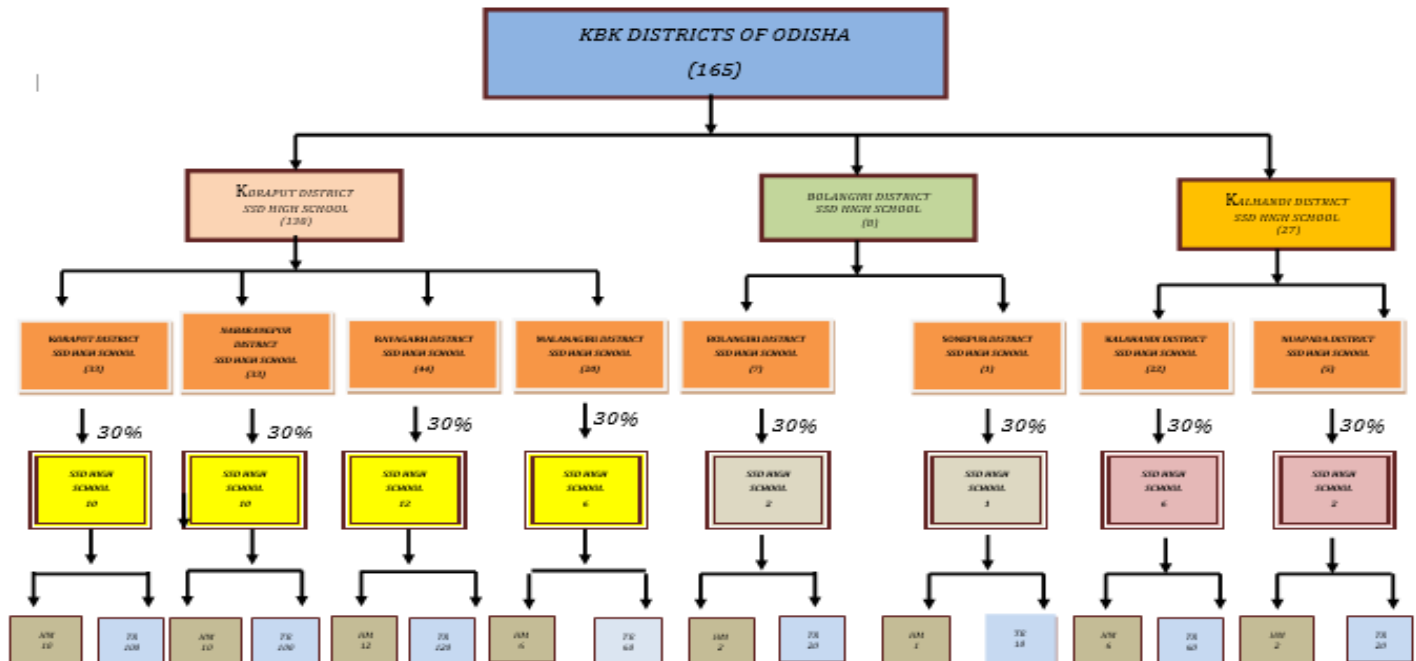 KBK DISTRICTS OF ODISHA
(165)
KORAPUT DISTRICT
SSD HIGH SCHOOL
(138)
BOLANGIRI DISTRICT
SSD HIGH SCHOOL
(8)
KALHANDI DISTRICT
SSD HIGH SCHOOL
(27)
KORAPUT DISTRICT
SSD HIGH SCHOOL
(33)
NABARANGPUR
DISTRICT
SSD HIGH SCHOOL
(33)
RAYAGARH DISTRICT
SSD HIGH SCHOOL
(44)
MALANAGIRI DISTRICT
SSD HIGH SCHOOL
(28)
BOLANGIRI DISTRICT
SSD HIGH SCHOOL
(7)
SONEPUR DISTRICT
SSD HIGH SCHOOL
(1)
KALAHANDI DISTRICT
SSD HIGH SCHOOL
(22)
NUAPADA DISTRICT
SSD HIGH SCHOOL
(5)
30%
30%
30%
30%
30%
30%
30%
30%
SSD HIGH
SCHOOL
10
SSD HIGH
SCHOOL
10
SSD HIGH
SCHOOL
12
SSD HIGH
SCHOOL
6
SSD HIGH
SCHOOL
2
SSD HIGH
SCHOOL
1
SSD HIGH
SCHOOL
6
SSD HIGH
SCHOOL
2
HM
10
TR
100
HM
10
TR
100
HM
12
TR
120
HM
6
TR
60
HM
2
TR
20
HM
1
TR
10
HM
6
TR
60
HM
2
TR
20